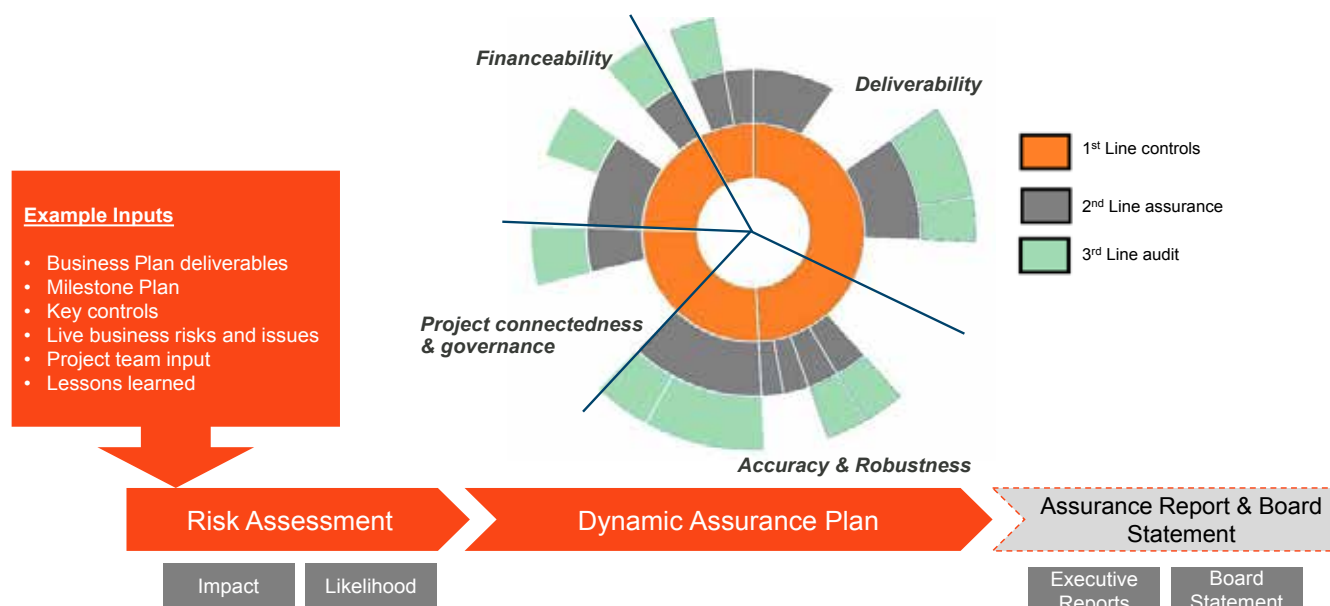 Financeability
Deliverability
1st Line controls
2nd Line assurance
3rd Line audit
Example Inputs
• Business Plan deliverables
• Milestone Plan
• Key controls
• Live business risks and issues
• Project team input
• Lessons learned
Project connectedness
& governance
Accuracy & Robustness
Risk Assessment
Dynamic Assurance Plan
Assurance Report & Board
Statement
Impact
Likelihood
Executive
Reports
Board
Statement